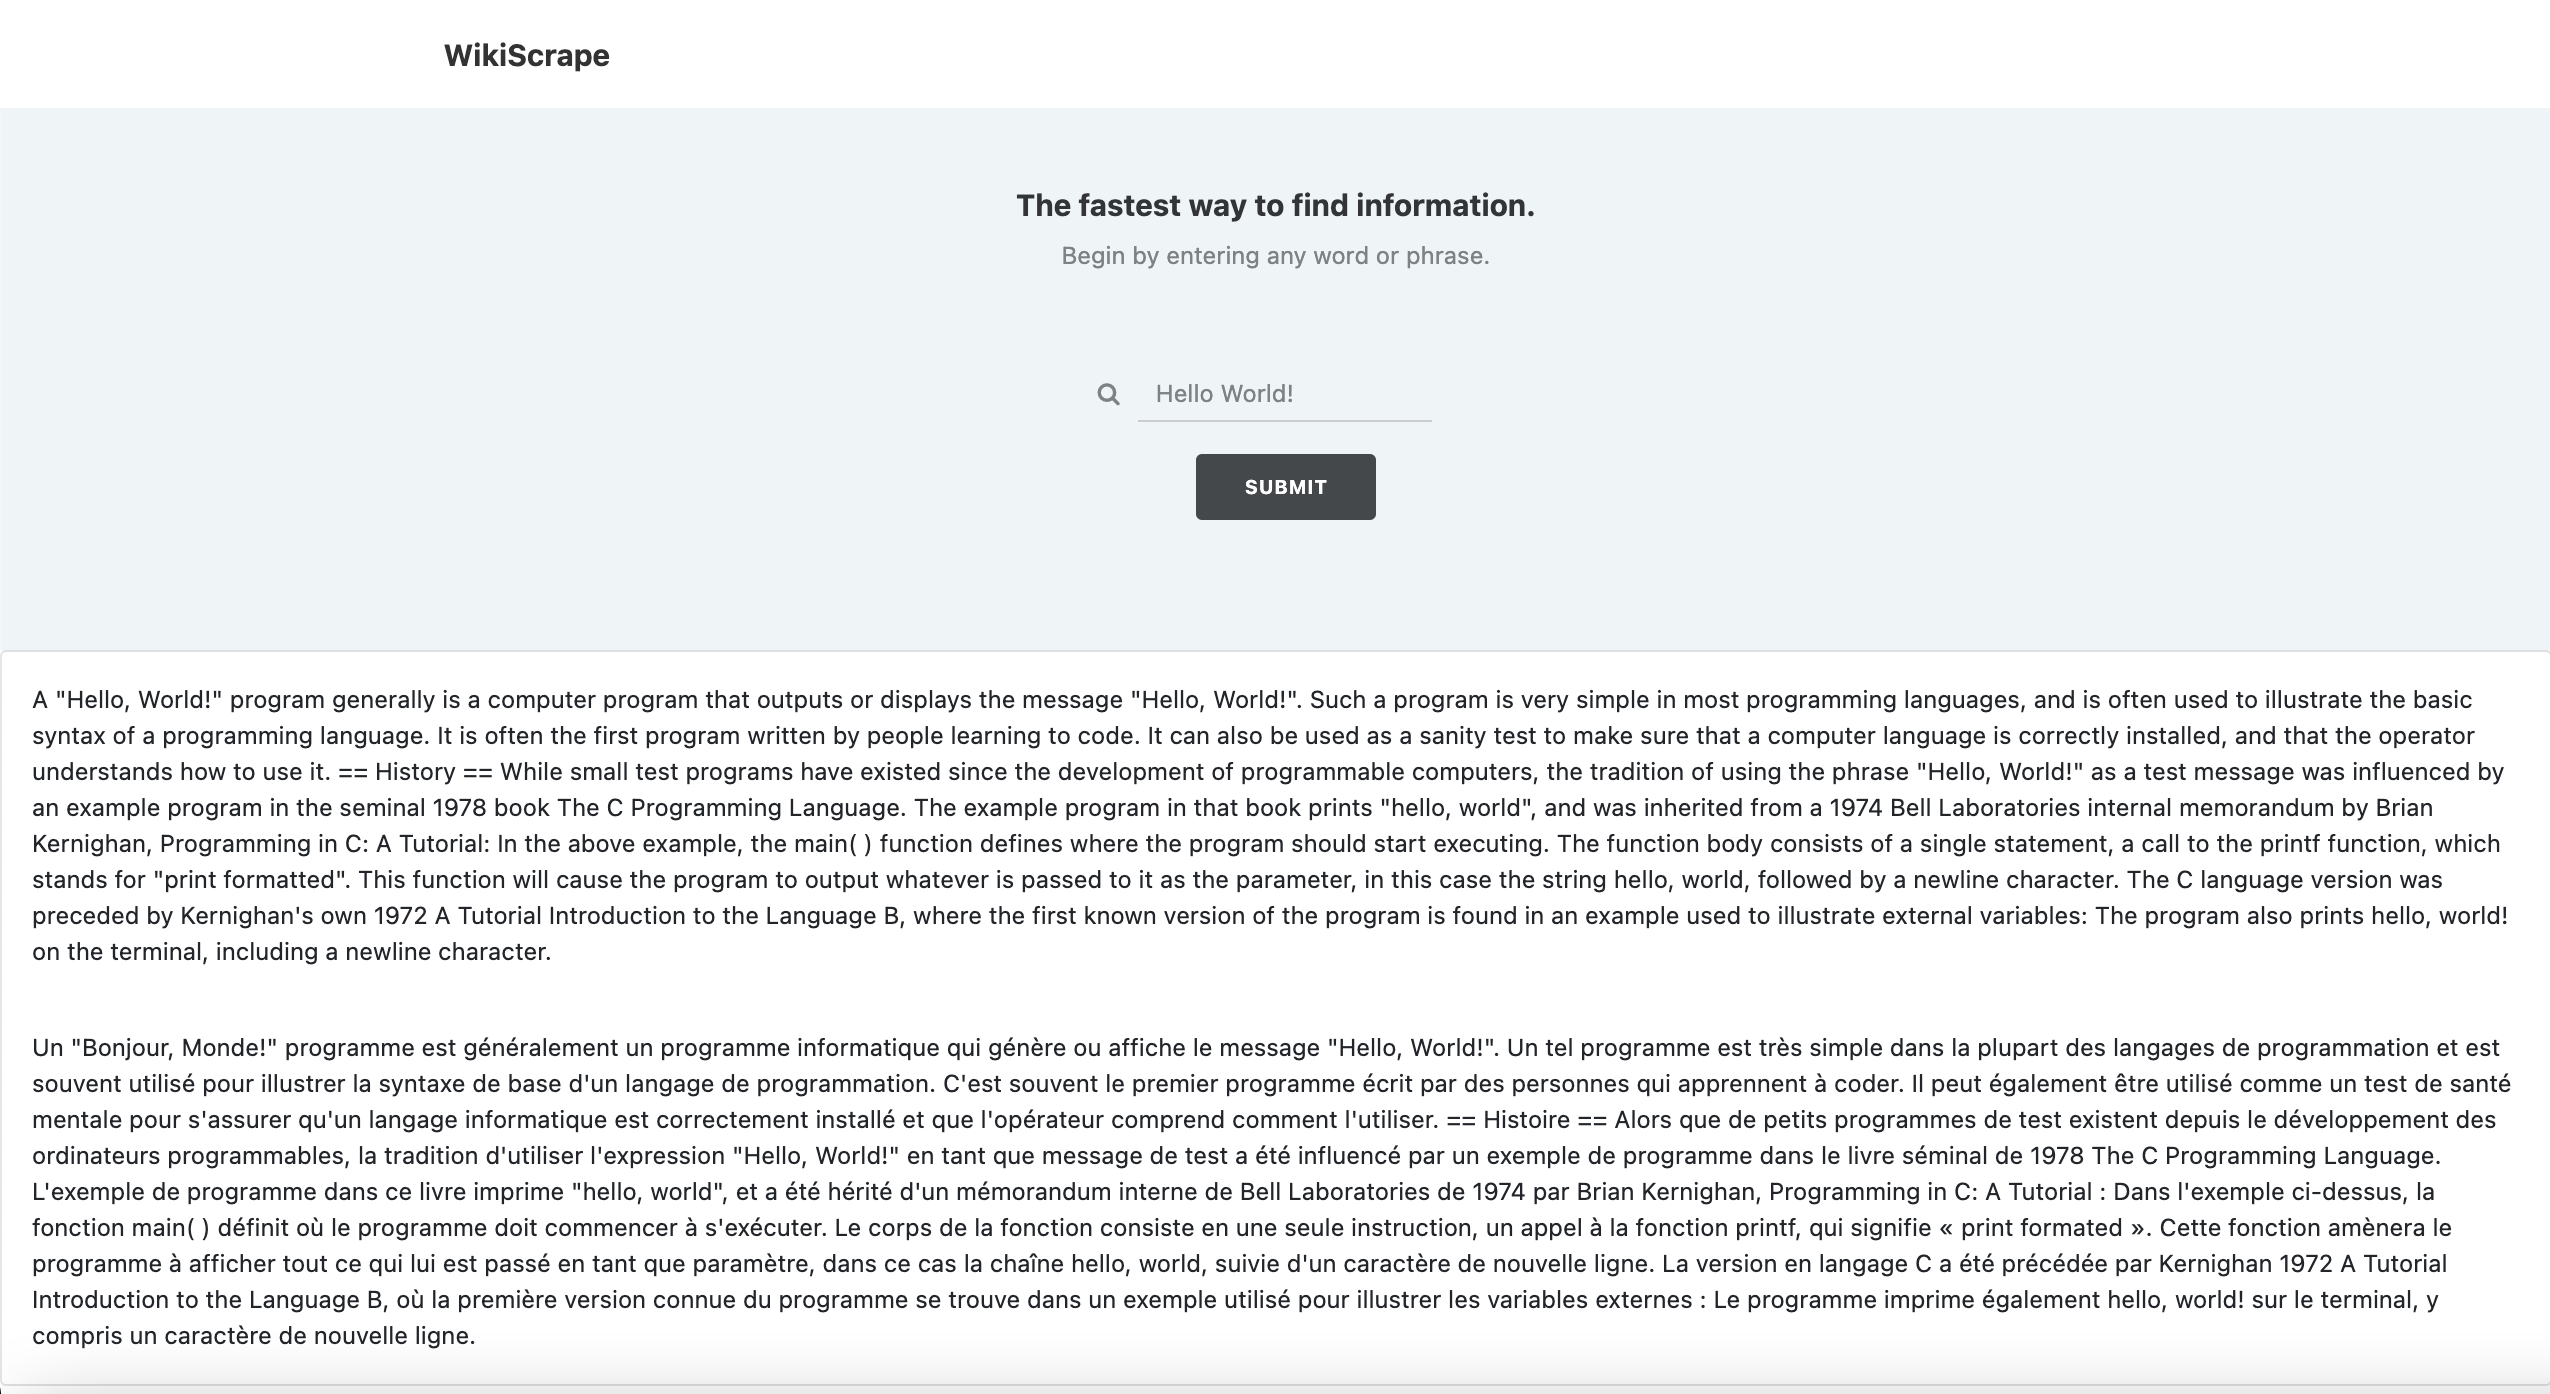 WikiScrape
The fastest way to find information.
Begin by entering any word or phrase.
Hello World!
SUBMIT
A "Hello, World!" program generally is a computer program that outputs or displays the message "Hello, World!". Such a program is very simple in most programming languages, and is often used to illustrate the basic
syntax of a programming language. It is often the first program written by people learning to code. It can also be used as a sanity test to make sure that a computer language is correctly installed, and that the operator
understands how to use it. == History == While small test programs have existed since the development of programmable computers, the tradition of using the phrase "Hello, World!" as a test message was influenced by
an example program in the seminal 1978 book The C Programming Language. The example program in that book prints "hello, world", and was inherited from a 1974 Bell Laboratories internal memorandum by Brian
Kernighan, Programming in C: A Tutorial: In the above example, the main( ) function defines where the program should start executing. The function body consists of a single statement, a call to the printf function, which
stands for "print formatted". This function will cause the program to output whatever is passed to it as the parameter, in this case the string hello, world, followed by a newline character. The C language version was
preceded by Kernighan's own 1972 A Tutorial Introduction to the Language B, where the first known version of the program is found in an example used to illustrate external variables: The program also prints hello, world!
on the terminal, including a newline character.
Un "Bonjour, Monde!" programme est généralement un programme informatique qui génère ou affiche le message "Hello, World!". Un tel programme est très simple dans la plupart des langages de programmation et est
souvent utilisé pour illustrer la syntaxe de base d'un langage de programmation. C'est souvent le premier programme écrit par des personnes qui apprennent à coder. Il peut également être utilisé comme un test de santé
mentale pour s'assurer qu'un langage informatique est correctement installé et que l'opérateur comprend comment l'utiliser. == Histoire == Alors que de petits programmes de test existent depuis le développement des
ordinateurs programmables, la tradition d'utiliser l'expression "Hello, World!" en tant que message de test a été influencé par un exemple de programme dans le livre séminal de 1978 The C Programming Language.
L'exemple de programme dans ce livre imprime "hello, world", et a été hérité d'un mémorandum interne de Bell Laboratories de 1974 par Brian Kernighan, Programming in C: A Tutorial : Dans l'exemple ci-dessus, la
fonction main( ) définit où le programme doit commencer à s'exécuter. Le corps de la fonction consiste en une seule instruction, un appel à la fonction printf, qui signifie « print formated ». Cette fonction amènera le
programme à afficher tout ce qui lui est passé en tant que paramètre, dans ce cas la chaîne hello, world, suivie d'un caractère de nouvelle ligne. La version en langage C a été précédée par Kernighan 1972 A Tutorial
Introduction to the Language B, où la première version connue du programme se trouve dans un exemple utilisé pour illustrer les variables externes : Le programme imprime également hello, world! sur le terminal, y
compris un caractère de nouvelle ligne.